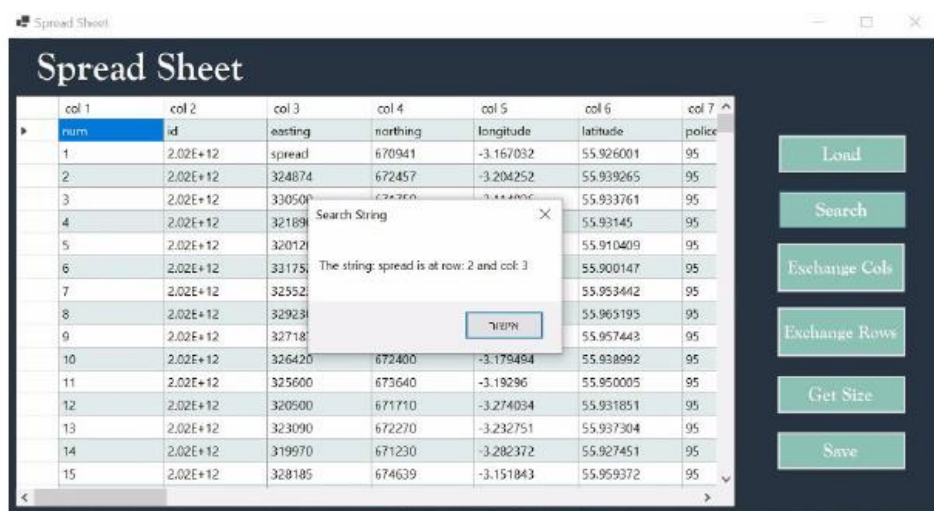 Spread Sheet
Spread Sheet
col 1 col 2 col 3 col 4 col 5 col 6 col 7
num id easting northing longitude latitude police
1 2.02E+12 spread 670941 -3.167032 55.926001 95
2 2.02E+12 324874 672457 -3.204252 55.939265 95
3 2.02E+12 330500 55.933761 95
4 2.02E+12 55.93145 95
5 2.02E+12 55.910409 95
6 2.02E+12 55.900147 95
7 2.02E+12 55.953442 95
8 2.02E+12 55.965195 95
9 2.02E+12 55.957443 95
10 2.02E+12 326420 672400 -3.179494 55.938992 95
11 2.02E+12 325600 673640 -3.19296 55.950005 95
12 2.02E+12 320500 671710 -3.274034 55.931851 95
13 2.02E+12 323090 672270 -3.232751 55.937304 95
14 2.02E+12 319970 671230 -3.282372 55.927451 95
15 2.02E+12 328185 674639 -3.151843 55.959372 95
Search String
The string: spread is at row: 2 and col: 3
אישור
Load
Search
Exchange Cols
Exchange Rows
Get Size
Save